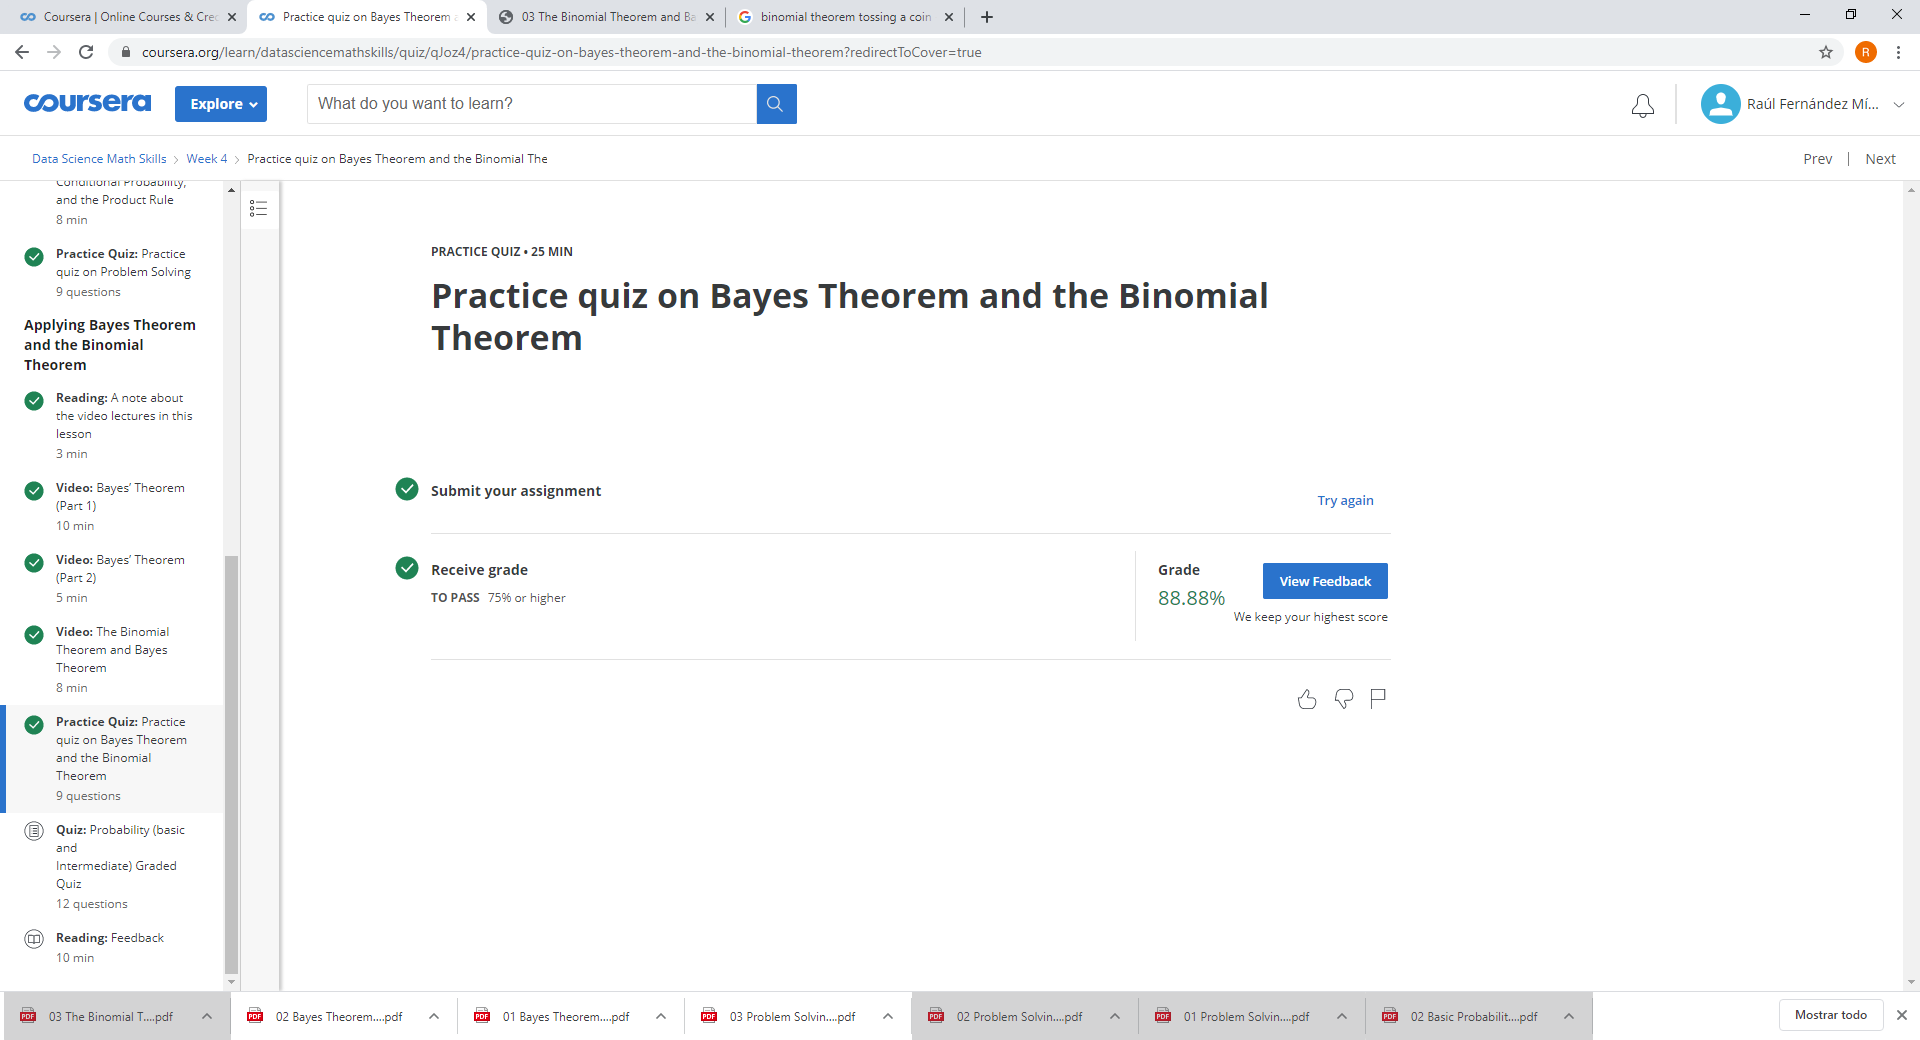 Coursera | Online Courses & Cre
Practice quiz on Bayes Theorem a
03 The Binomial Theorem and Ba
binomial theorem tossing a coin
coursera.org/learn/datasciencemathskills/quiz/qJoz4/practice-quiz-on-bayes-theorem-and-the-binomial-theorem?redirectToCover=true
R
coursera
Explore
What do you want to learn?
Raúl Fernández Mí...
Data Science Math Skills
Week 4
Practice quiz on Bayes Theorem and the Binomial The
Prev
Next
Conditional Probability,
and the Product Rule
8 min
Practice Quiz: Practice
quiz on Problem Solving
9 questions
Applying Bayes Theorem
and the Binomial
Theorem
Reading: A note about
the video lectures in this
lesson
3 min
Video: Bayes’ Theorem
(Part 1)
10 min
Video: Bayes’ Theorem
(Part 2)
5 min
Video: The Binomial
Theorem and Bayes
Theorem
8 min
Practice Quiz: Practice
quiz on Bayes Theorem
and the Binomial
Theorem
9 questions
Quiz: Probability (basic
and
Intermediate) Graded
Quiz
12 questions
Reading: Feedback
10 min
PRACTICE QUIZ • 25 MIN
Practice quiz on Bayes Theorem and the Binomial
Theorem
Submit your assignment
Try again
Receive grade
TO PASS 75% or higher
Grade
88.88%
View Feedback
We keep your highest score
03 The Binomial T....pdf
02 Bayes Theorem....pdf
01 Bayes Theorem....pdf
03 Problem Solvin....pdf
02 Problem Solvin....pdf
01 Problem Solvin....pdf
02 Basic Probabilit....pdf
Mostrar todo